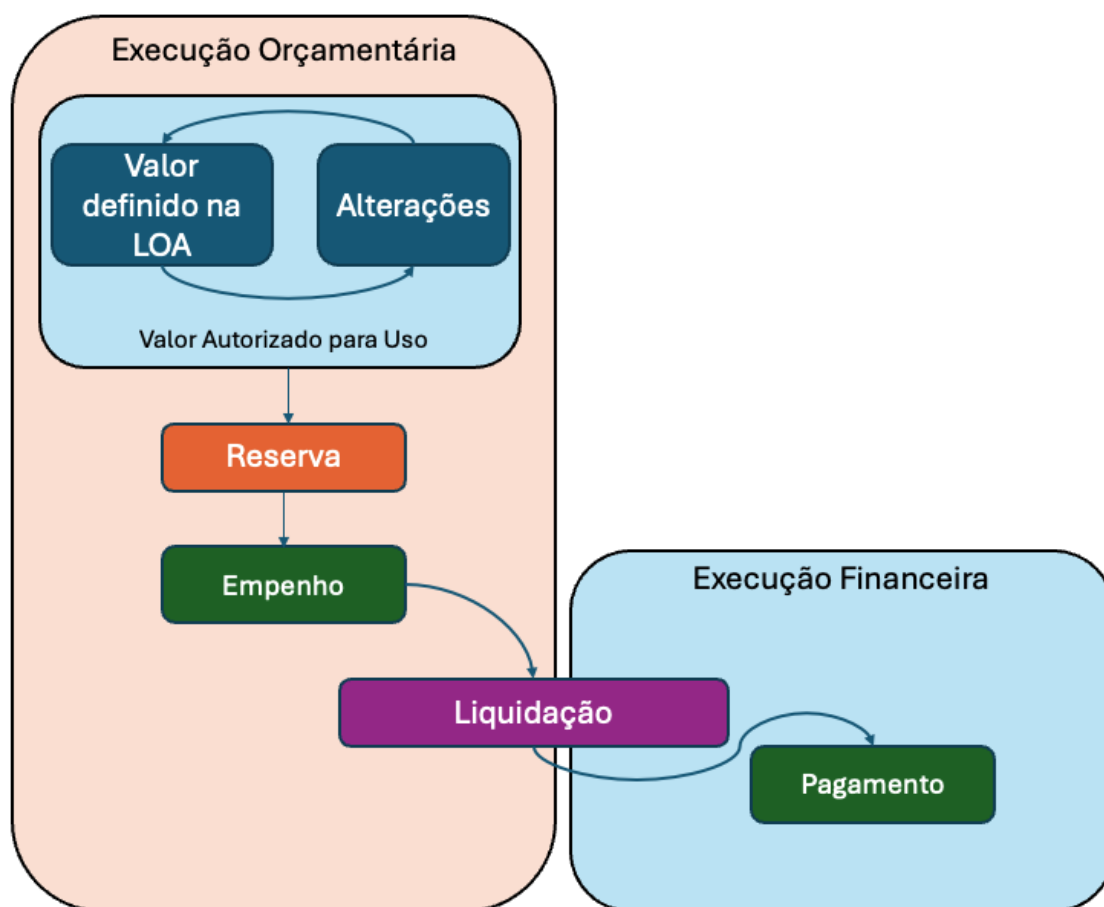 Execução Orçamentária
Valor
definido na
LOA
Alterações
Valor Autorizado para Uso
Reserva
Empenho
Execução Financeira
Liquidação
Pagamento